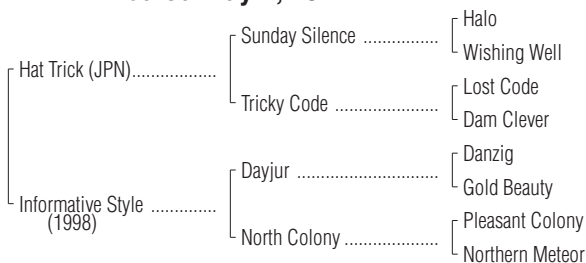 Halo
Sunday Silence ..................
Wishing Well
Hat Trick (JPN)..................
Lost Code
Tricky Code ........................
Dam Clever
Danzig
Dayjur ................................
Gold Beauty
Informative Style ..............
(1998)
Pleasant Colony
North Colony .....................
Northern Meteor